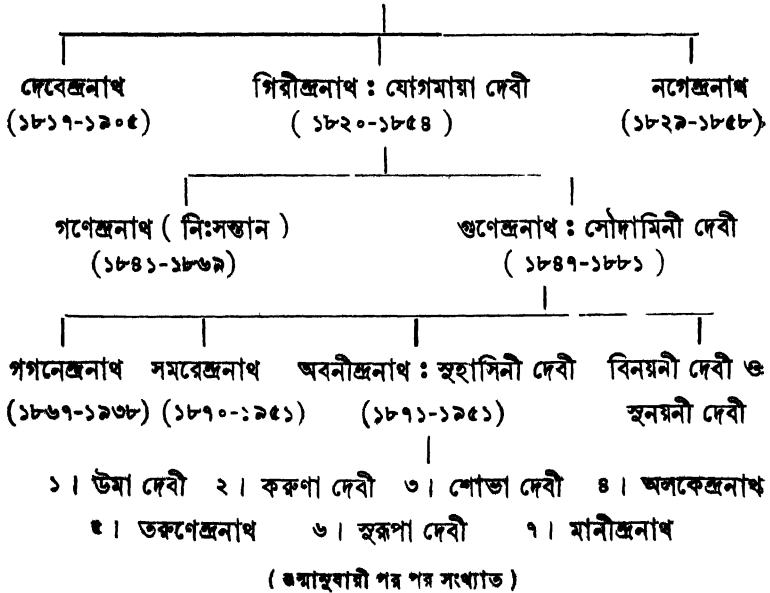 দেবেন্দ্রনাথ গিরীন্দ্রনাথ : যোগমায়া দেবী নগেন্দ্রনাথ
(১৮১৭-১৯০৫) ( ১৮২০-১৮৫৪ ) (১৮২৯-১৮৫৮)
গণেন্দ্রনাথ ( নিঃসন্তান ) গুণেন্দ্রনাথ : সৌদামিনী দেবী
(১৮৪১-১৮৬৯) ( ১৮৪৭-১৮৮১ )
গগনেন্দ্রনাথ সমরেন্দ্রনাথ অবনীন্দ্রনাথ : সুহাসিনী দেবী বিনয়নী দেবী ও
(১৮৬৭-১৯৩৮) (১৮৭০-১৯৫১) (১৮৭১-১৯৫১) সুনয়নী দেবী
১। উমা দেবী ২। করুণা দেবী ৩। শোভা দেবী ৪। অলকেন্দ্রনাথ
৫। তরুণেন্দ্রনাথ ৬। সুরূপা দেবী ৭। মানীন্দ্রনাথ
( জন্মানুযায়ী পর পর সংখ্যাত )